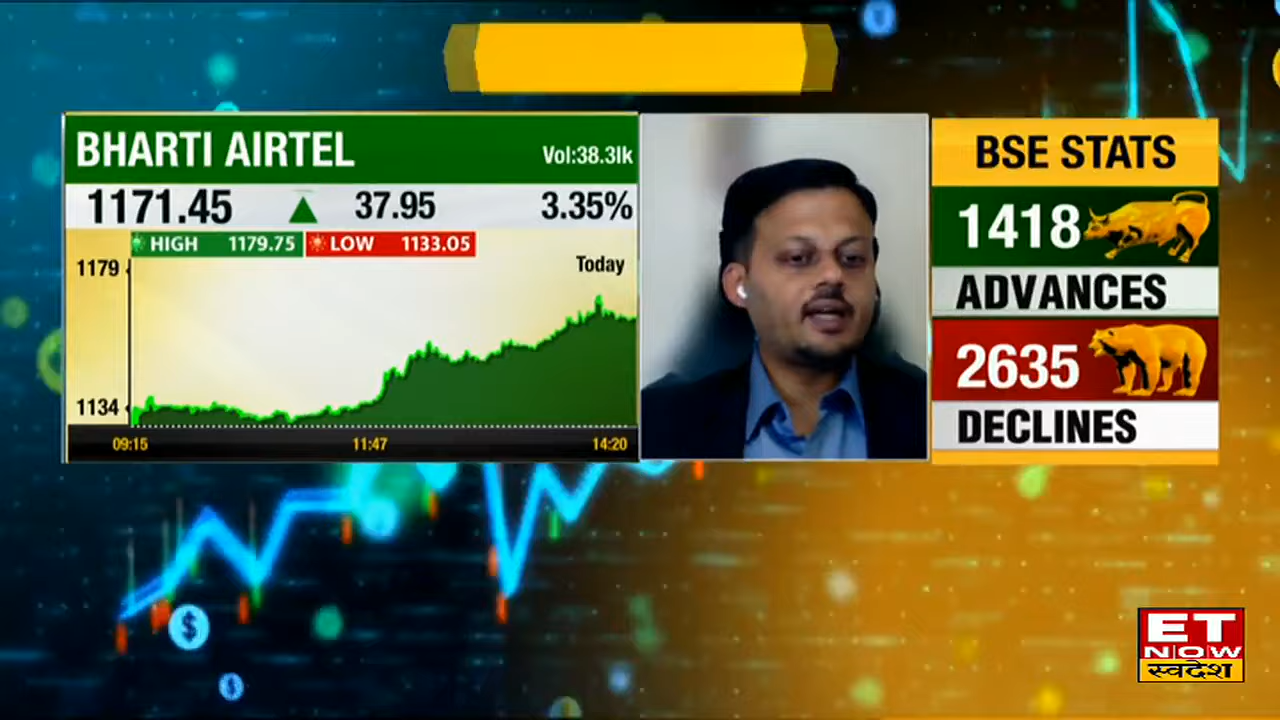 BHARTI AIRTEL
Vol:38.3lk
1171.45 ▲ 37.95 3.35%
HIGH 1179.75 LOW 1133.05
Today
1179
1134
09:15 11:47 14:20
BSE STATS
1418
ADVANCES
2635
DECLINES
$
$
ET
NOW
स्वदेश